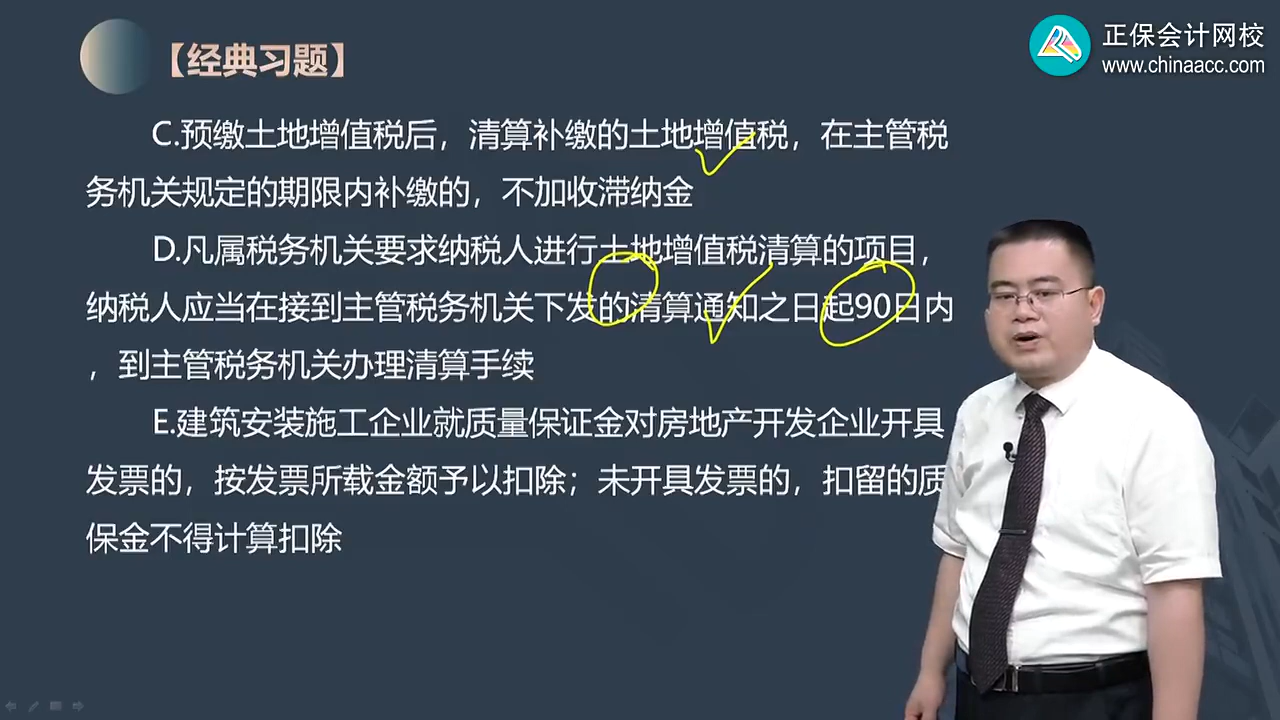 【经典习题】
正保会计网校
www.chinaacc.com
C.预缴土地增值税后，清算补缴的土地增值税，在主管税
务机关规定的期限内补缴的，不加收滞纳金
D.凡属税务机关要求纳税人进行土地增值税清算的项目，
纳税人应当在接到主管税务机关下发的清算通知之日起90日内
，到主管税务机关办理清算手续
E.建筑安装施工企业就质量保证金对房地产开发企业开具
发票的，按发票所载金额予以扣除；未开具发票的，扣留的质
保金不得计算扣除